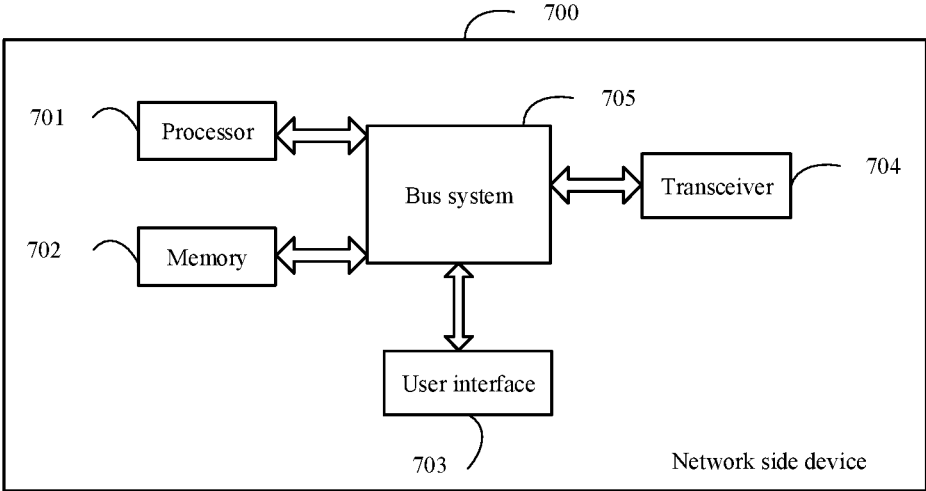 700
705
701
Processor
Bus system
Transceiver
704
702
Memory
User interface
703
Network side device